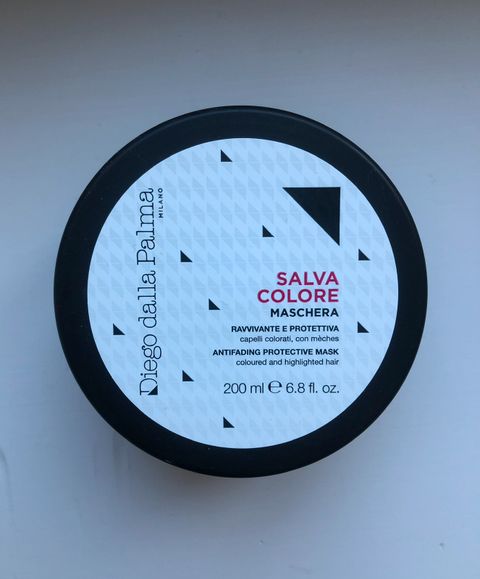 Diego dalla Palma
MILANO
SALVA
COLORE
MASCHERA
RAVVIVANTE E PROTETTIVA
capelli colorati, con mèches
ANTIFADING PROTECTIVE MASK
coloured and highlighted hair
200 ml ℮ 6.8 fl. oz.